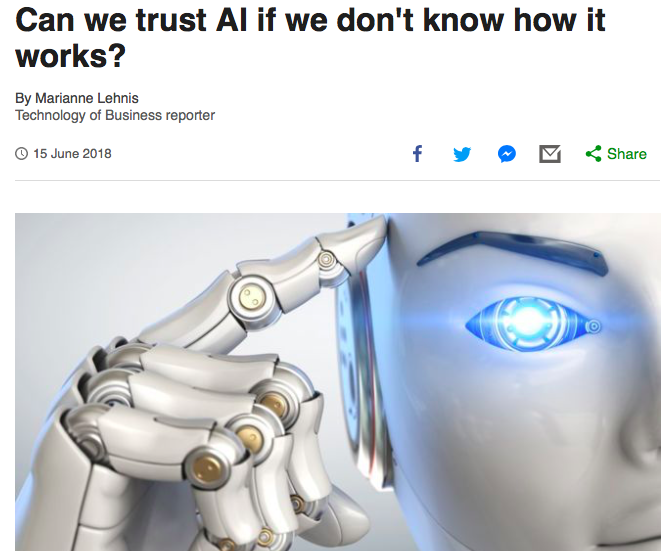 Can we trust AI if we don't know how it
works?
By Marianne Lehnis
Technology of Business reporter
15 June 2018
Share